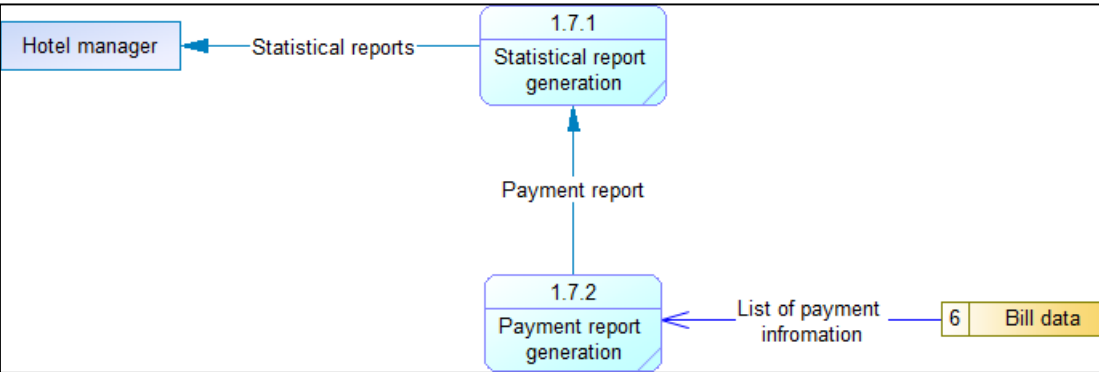 1.7.1
Hotel manager
Statistical reports
Statistical report
generation
Payment report
1.7.2
Payment report
generation
List of payment
infromation
6
Bill data